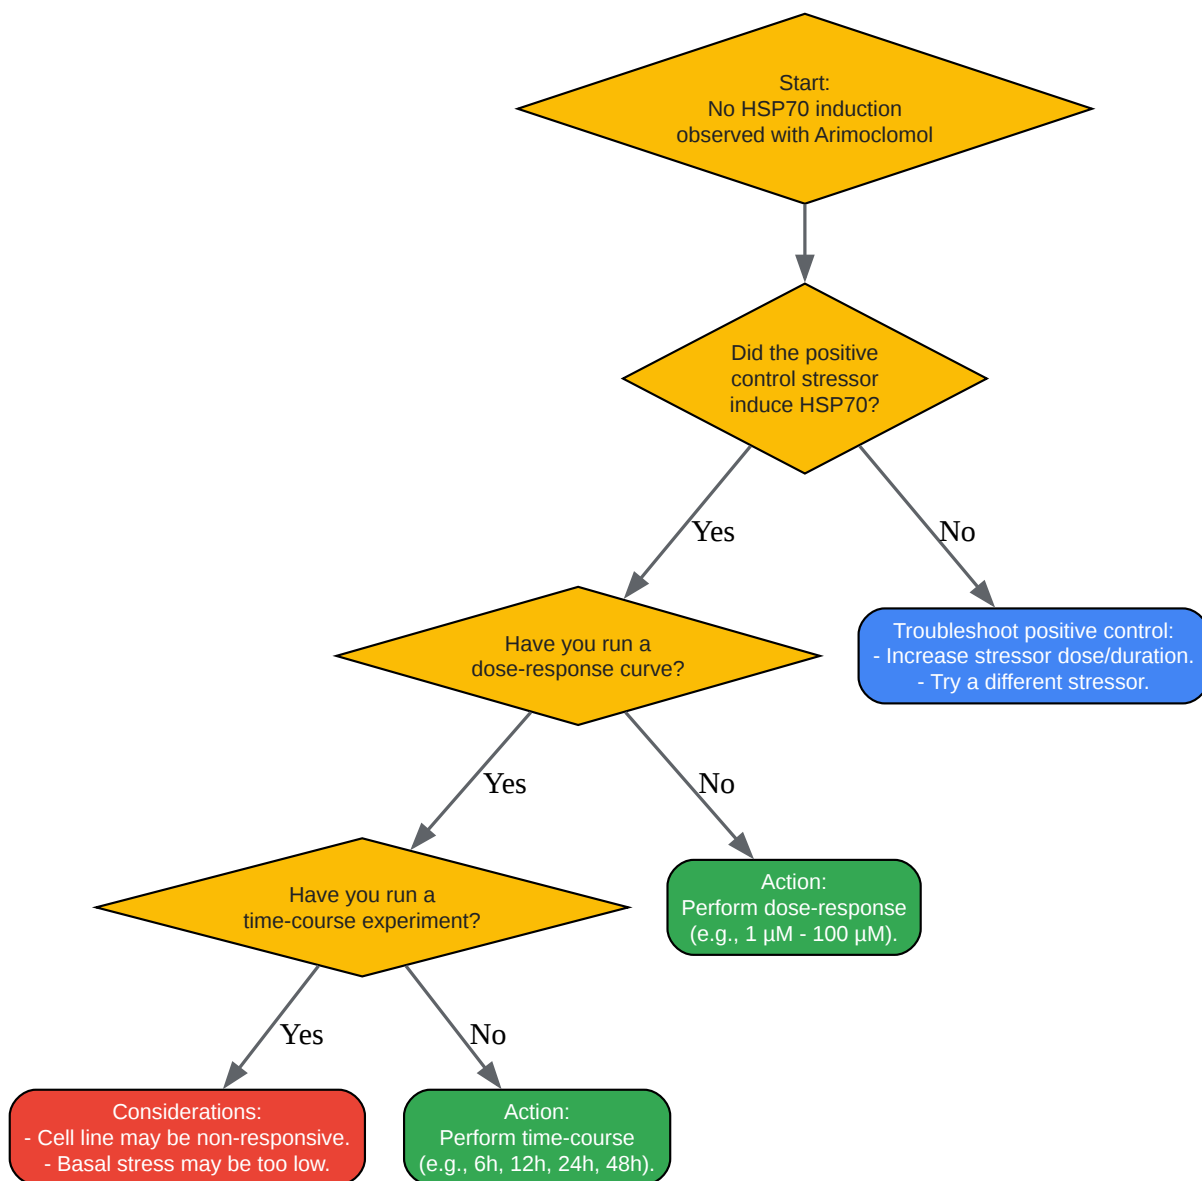 Start:
No HSP70 induction
observed with Arimoclomol
Did the positive
control stressor
induce HSP70?
Yes
No
Have you run a
dose-response curve?
Troubleshoot positive control:
- Increase stressor dose/duration.
- Try a different stressor.
Yes
No
Have you run a
time-course experiment?
Action:
Perform dose-response
(e.g., 1 µM - 100 µM).
Yes
No
Considerations:
- Cell line may be non-responsive.
- Basal stress may be too low.
Action:
Perform time-course
(e.g., 6h, 12h, 24h, 48h).